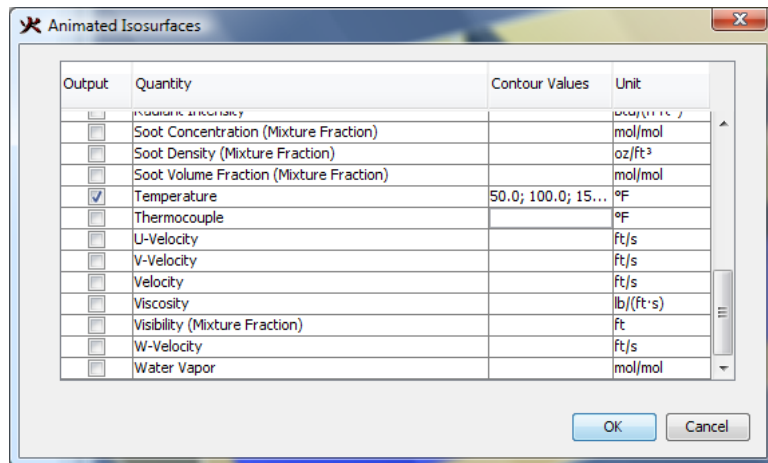 Animated Isosurfaces
Output Quantity Contour Values Unit
Radiant Intensity
Soot Concentration (Mixture Fraction) mol/mol
Soot Density (Mixture Fraction) oz/ft³
Soot Volume Fraction (Mixture Fraction) mol/mol
Temperature 50.0; 100.0; 15... °F
Thermocouple °F
U-Velocity ft/s
V-Velocity ft/s
Velocity ft/s
Viscosity lb/(ft·s)
Visibility (Mixture Fraction) ft
W-Velocity ft/s
Water Vapor mol/mol
OK Cancel